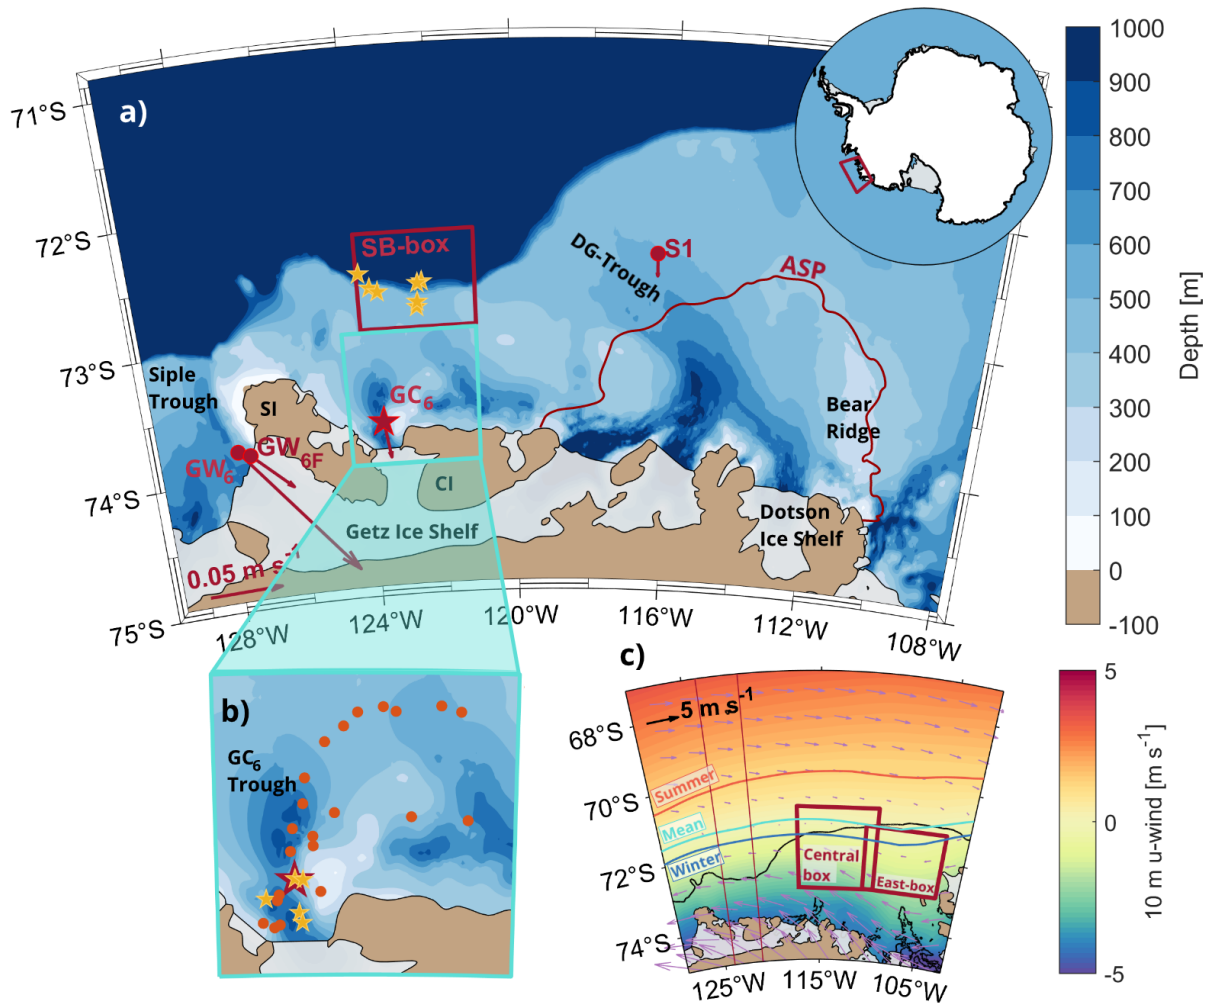 a)
71°S
72°S
73°S
74°S
75°S
128°W
124°W
120°W
116°W
112°W
108°W
SB-box
DG-Trough
S1
ASP
Siple
Trough
SI
GC6
GW6
GW6F
Bear
Ridge
CI
Getz Ice Shelf
Dotson
Ice Shelf
0.05 m s-1
1000
900
800
700
600
500
400
300
200
100
0
-100
Depth [m]
b)
GC6
Trough
c)
5 m s-1
68°S
70°S
72°S
74°S
Summer
Mean
Winter
Central
box
East-box
125°W
115°W
105°W
5
0
-5
10 m u-wind [m s-1]